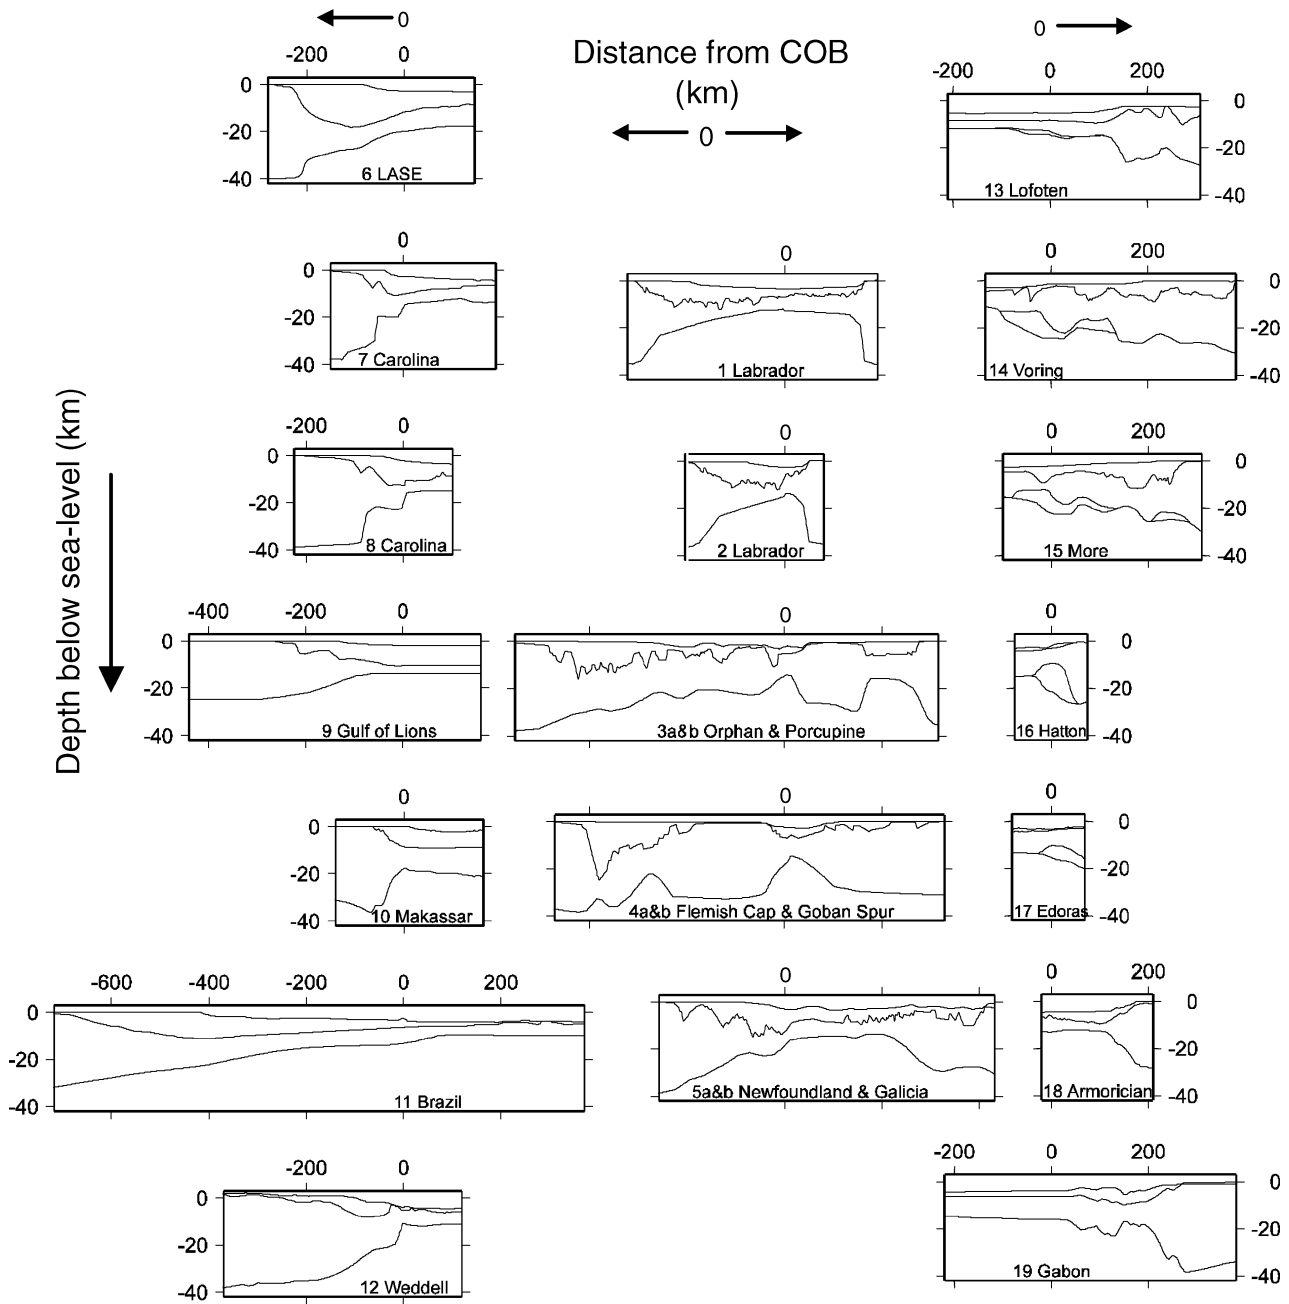 0
0
Distance from COB
(km)
0
Depth below sea-level (km)
-200 0
0
-20
-40
6 LASE
-200 0 200
0
-20
-40
13 Lofoten
0
0
-20
-40
7 Carolina
0
1 Labrador
0 200
0
-20
-40
14 Voring
-200 0
0
-20
-40
8 Carolina
0
2 Labrador
0 200
0
-20
-40
15 More
-400 -200 0
0
-20
-40
9 Gulf of Lions
0
3a&b Orphan & Porcupine
0
0
-20
-40
16 Hatton
0
0
-20
-40
10 Makassar
0
4a&b Flemish Cap & Goban Spur
0
0
-20
-40
17 Edoras
-600 -400 -200 0 200
0
-20
-40
11 Brazil
0
5a&b Newfoundland & Galicia
0 200
0
-20
-40
18 Armorician
-200 0
0
-20
-40
12 Weddell
-200 0 200
0
-20
-40
19 Gabon